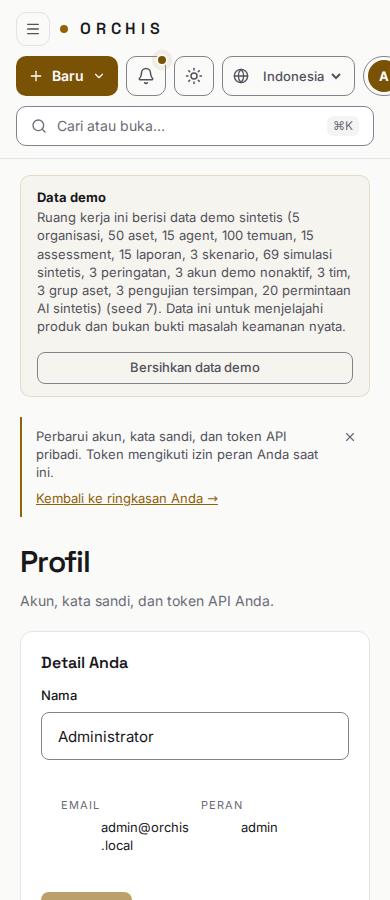 ORCHIS
Baru
Indonesia
A
Cari atau buka...
⌘K
Data demo
Ruang kerja ini berisi data demo sintetis (5
organisasi, 50 aset, 15 agent, 100 temuan, 15
assessment, 15 laporan, 3 skenario, 69 simulasi
sintetis, 3 peringatan, 3 akun demo nonaktif, 3 tim,
3 grup aset, 3 pengujian tersimpan, 20 permintaan
AI sintetis) (seed 7). Data ini untuk menjelajahi
produk dan bukan bukti masalah keamanan nyata.
Bersihkan data demo
Perbarui akun, kata sandi, dan token API
pribadi. Token mengikuti izin peran Anda saat
ini.
Kembali ke ringkasan Anda →
Profil
Akun, kata sandi, dan token API Anda.
Detail Anda
Nama
Administrator
EMAIL PERAN
admin@orchis admin
.local